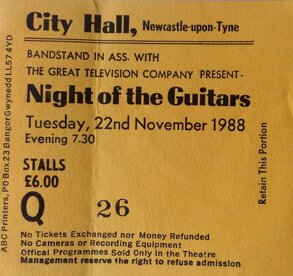 City Hall, Newcastle-upon-Tyne
BANDSTAND IN ASS. WITH
THE GREAT TELEVISION COMPANY PRESENT-
Night of the Guitars
Tuesday, 22nd November 1988
Evening 7.30
STALLS
£6.00
Q 26
No Tickets Exchanged nor Money Refunded
No Cameras or Recording Equipment
Offical Programmes Sold Only in the Theatre
Management reserve the right to refuse admission
Retain This Portion
ABC Printers, PO Box 23 Bangor Gwynedd LL57 4YD